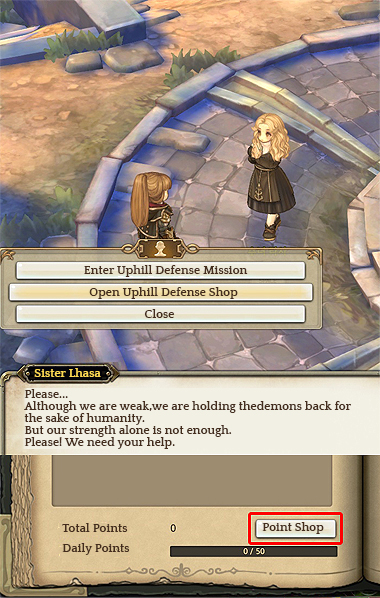 Enter Uphill Defense Mission
Open Uphill Defense Shop
Close
Sister Lhasa
Please...
Although we are weak,we are holding thedemons back for
the sake of humanity.
But our strength alone is not enough.
Please! We need your help.
Total Points 0 Point Shop
Daily Points 0 / 50